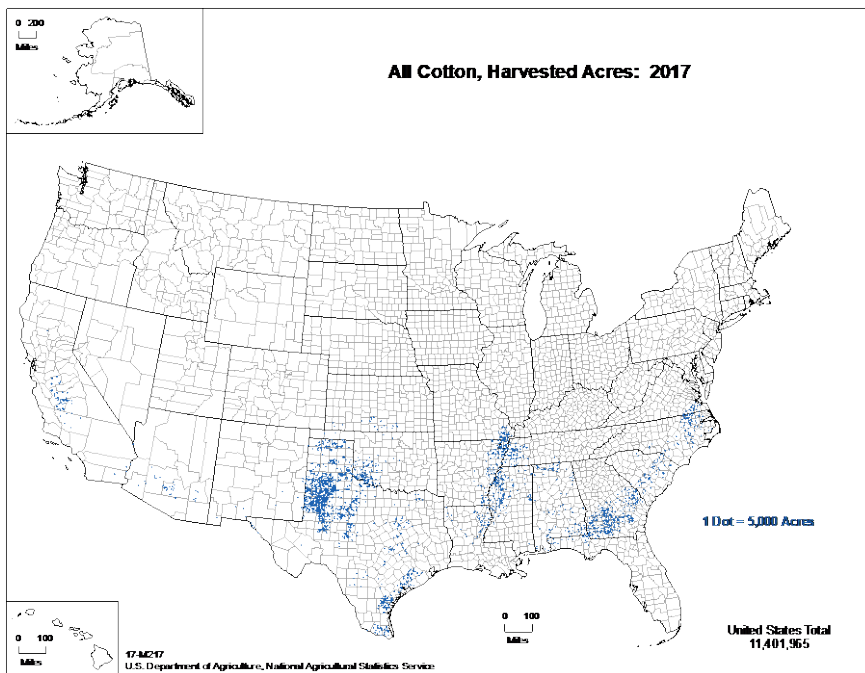 0 200
Miles
All Cotton, Harvested Acres: 2017
1 Dot = 5,000 Acres
0 100
Miles
0 100
Miles
United States Total
11,401,965
17-M217
U.S. Department of Agriculture, National Agricultural Statistics Service